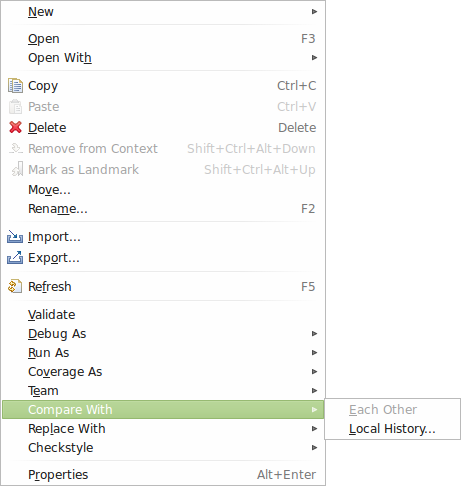 New
Open F3
Open With
Copy Ctrl+C
Paste Ctrl+V
Delete Delete
Remove from Context Shift+Ctrl+Alt+Down
Mark as Landmark Shift+Ctrl+Alt+Up
Move...
Rename... F2
Import...
Export...
Refresh F5
Validate
Debug As
Run As
Coverage As
Team
Compare With Each Other
Replace With Local History...
Checkstyle
Properties Alt+Enter